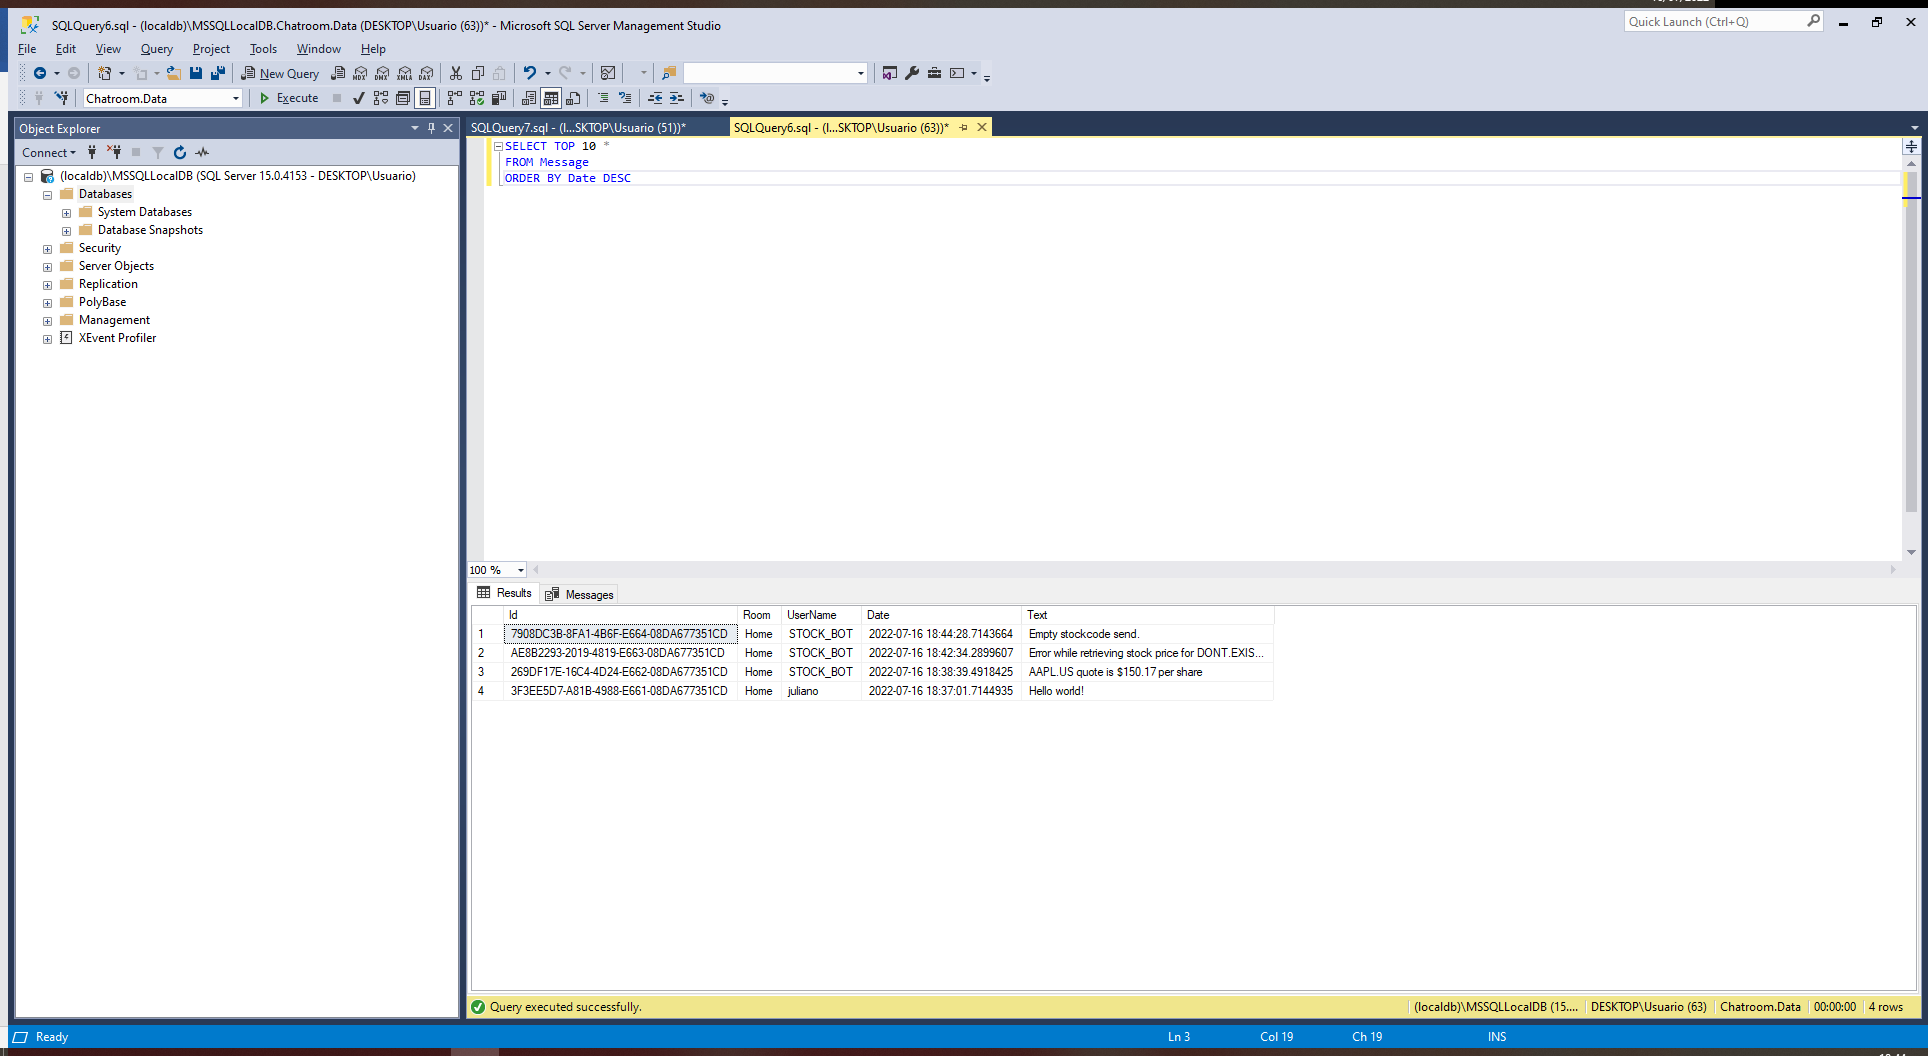 SQLQuery6.sql - (localdb)\MSSQLLocalDB.Chatroom.Data (DESKTOP\Usuario (63))* - Microsoft SQL Server Management Studio
Quick Launch (Ctrl+Q)
File Edit View Query Project Tools Window Help
New Query MDX DMX XMLA DAX
Chatroom.Data Execute
Object Explorer
Connect
(localdb)\MSSQLLocalDB (SQL Server 15.0.4153 - DESKTOP\Usuario)
Databases
System Databases
Database Snapshots
Security
Server Objects
Replication
PolyBase
Management
XEvent Profiler
SQLQuery7.sql - (l...SKTOP\Usuario (51))* SQLQuery6.sql - (l...SKTOP\Usuario (63))*
SELECT TOP 10 *
FROM Message
ORDER BY Date DESC
100 %
Results Messages
Id Room UserName Date Text
1 7908DC3B-8FA1-4B6F-E664-08DA677351CD Home STOCK_BOT 2022-07-16 18:44:28.7143664 Empty stockcode send.
2 AE8B2293-2019-4819-E663-08DA677351CD Home STOCK_BOT 2022-07-16 18:42:34.2899607 Error while retrieving stock price for DONT.EXIS...
3 269DF17E-16C4-4D24-E662-08DA677351CD Home STOCK_BOT 2022-07-16 18:38:39.4918425 AAPL.US quote is $150.17 per share
4 3F3EE5D7-A81B-4988-E661-08DA677351CD Home juliano 2022-07-16 18:37:01.7144935 Hello world!
Query executed successfully. (localdb)\MSSQLLocalDB (15.... DESKTOP\Usuario (63) Chatroom.Data 00:00:00 4 rows
Ready Ln 3 Col 19 Ch 19 INS